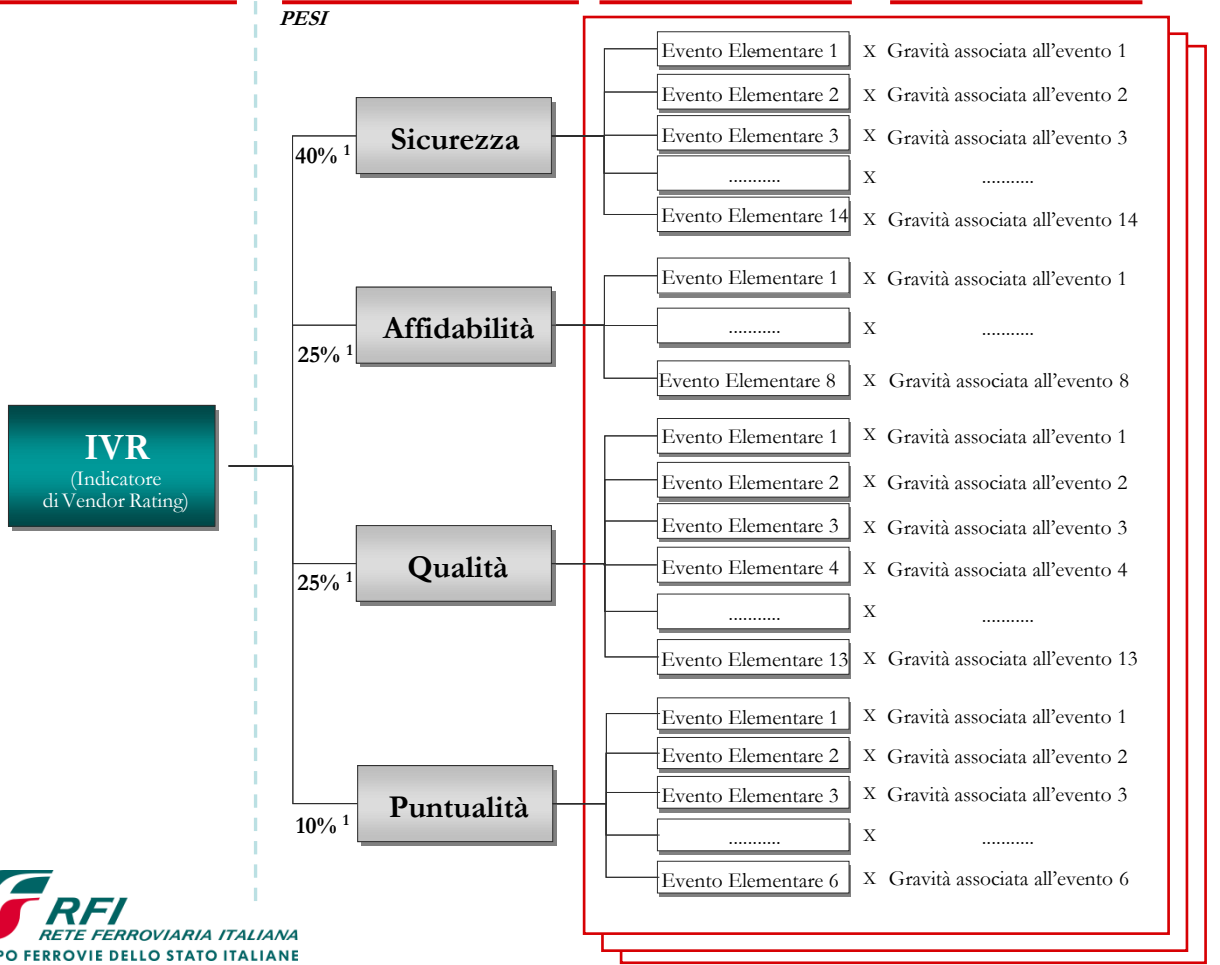 PESI
Evento Elementare 1 X Gravità associata all'evento 1
Evento Elementare 2 X Gravità associata all'evento 2
40% ¹ Sicurezza Evento Elementare 3 X Gravità associata all'evento 3
........... X ...........
Evento Elementare 14 X Gravità associata all'evento 14
Evento Elementare 1 X Gravità associata all'evento 1
25% ¹ Affidabilità ........... X ...........
Evento Elementare 8 X Gravità associata all'evento 8
IVR
(Indicatore
di Vendor Rating)
Evento Elementare 1 X Gravità associata all'evento 1
Evento Elementare 2 X Gravità associata all'evento 2
Evento Elementare 3 X Gravità associata all'evento 3
25% ¹ Qualità Evento Elementare 4 X Gravità associata all'evento 4
........... X ...........
Evento Elementare 13 X Gravità associata all'evento 13
Evento Elementare 1 X Gravità associata all'evento 1
Evento Elementare 2 X Gravità associata all'evento 2
10% ¹ Puntualità Evento Elementare 3 X Gravità associata all'evento 3
........... X ...........
Evento Elementare 6 X Gravità associata all'evento 6
RFI
RETE FERROVIARIA ITALIANA
PO FERROVIE DELLO STATO ITALIANE